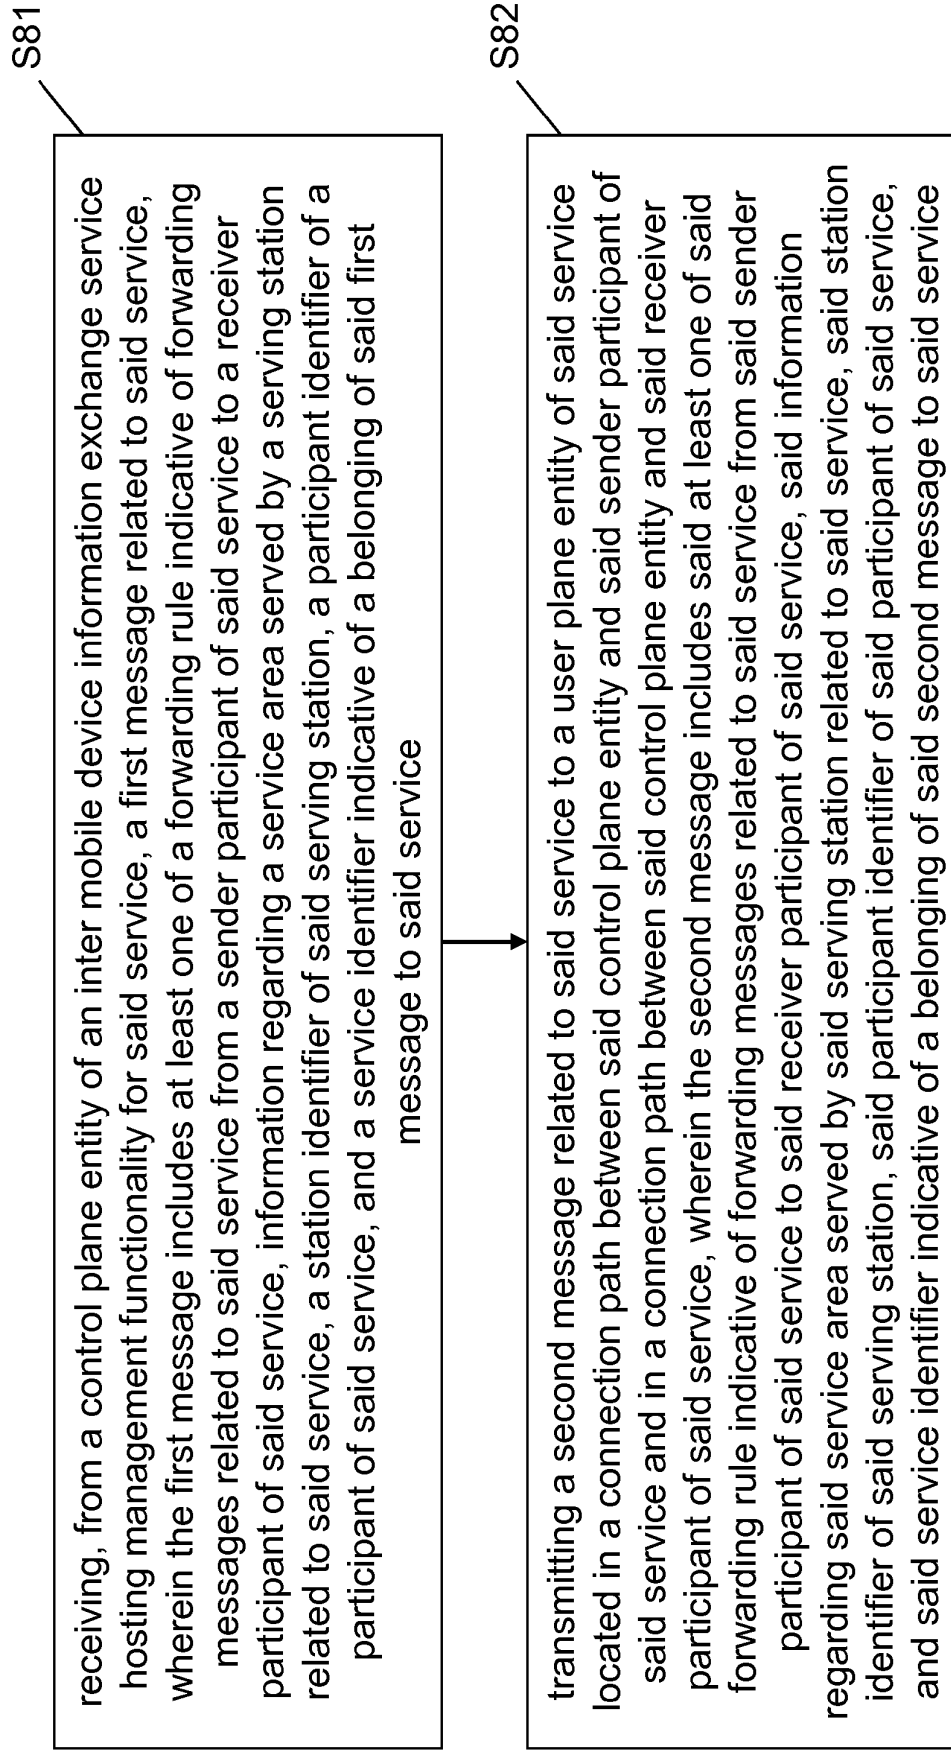 S81
receiving, from a control plane entity of an inter mobile device information exchange service
hosting management functionality for said service, a first message related to said service,
wherein the first message includes at least one of a forwarding rule indicative of forwarding
messages related to said service from a sender participant of said service to a receiver
participant of said service, information regarding a service area served by a serving station
related to said service, a station identifier of said serving station, a participant identifier of a
participant of said service, and a service identifier indicative of a belonging of said first
message to said service
S82
transmitting a second message related to said service to a user plane entity of said service
located in a connection path between said control plane entity and said sender participant of
said service and in a connection path between said control plane entity and said receiver
participant of said service, wherein the second message includes said at least one of said
forwarding rule indicative of forwarding messages related to said service from said sender
participant of said service to said receiver participant of said service, said information
regarding said service area served by said serving station related to said service, said station
identifier of said serving station, said participant identifier of said participant of said service,
and said service identifier indicative of a belonging of said second message to said service